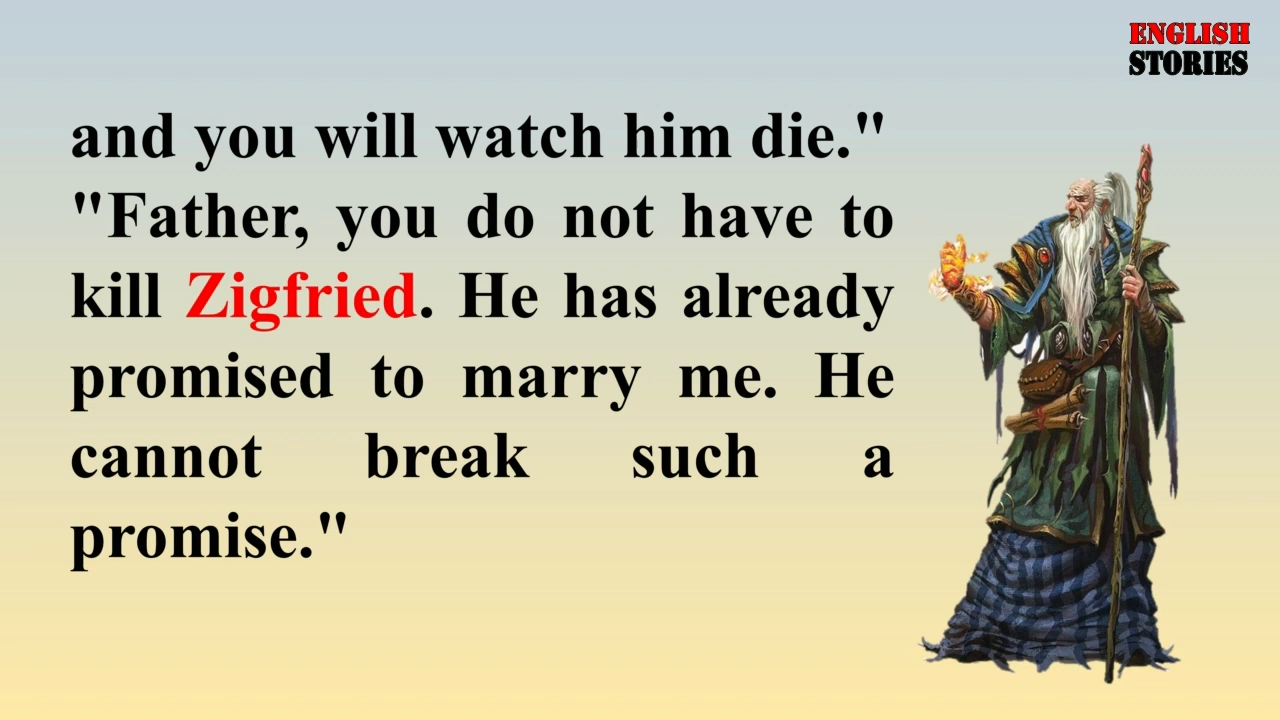 ENGLISH
STORIES
and you will watch him die."
"Father, you do not have to
kill Zigfried. He has already
promised to marry me. He
cannot break such a
promise."